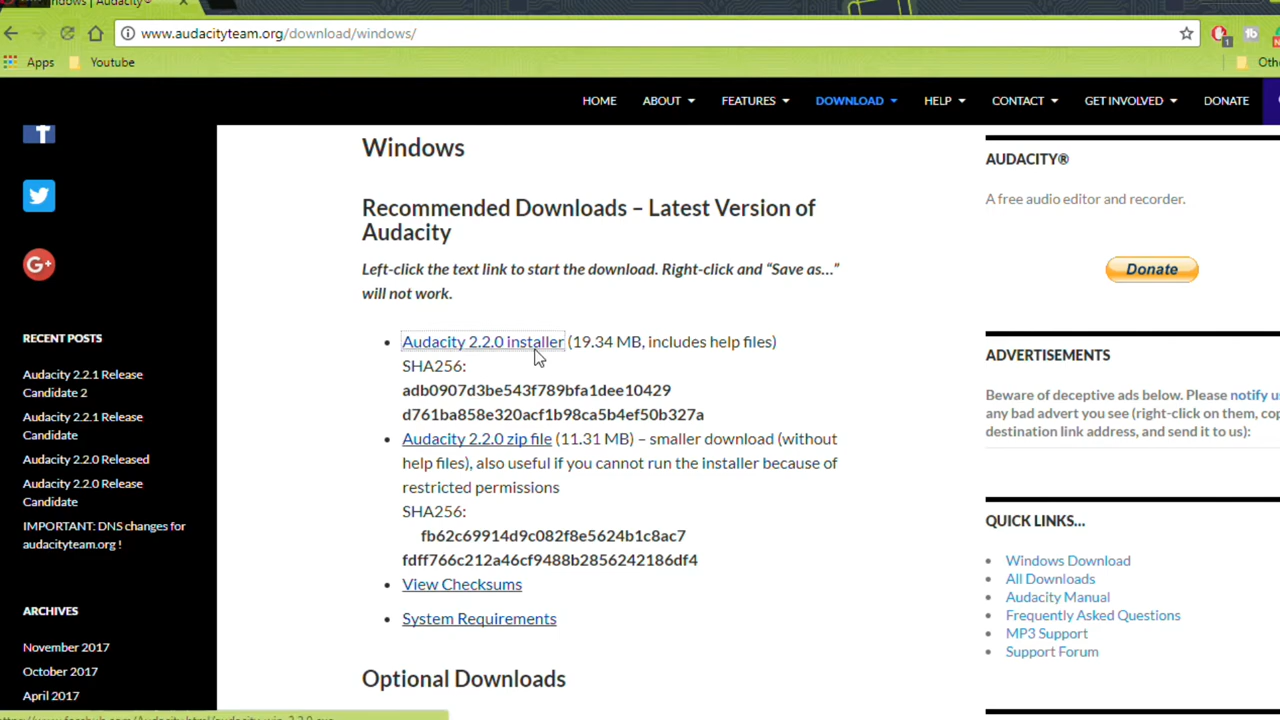 Windows | Audacity®
www.audacityteam.org/download/windows/
1
Apps
Youtube
Oth
HOME
ABOUT
FEATURES
DOWNLOAD
HELP
CONTACT
GET INVOLVED
DONATE
RECENT POSTS
Audacity 2.2.1 Release
Candidate 2
Audacity 2.2.1 Release
Candidate
Audacity 2.2.0 Released
Audacity 2.2.0 Release
Candidate
IMPORTANT: DNS changes for
audacityteam.org !
ARCHIVES
November 2017
October 2017
April 2017
Windows
Recommended Downloads – Latest Version of
Audacity
Left-click the text link to start the download. Right-click and “Save as…”
will not work.
Audacity 2.2.0 installer (19.34 MB, includes help files)
SHA256:
adb0907d3be543f789bfa1dee10429
d761ba858e320acf1b98ca5b4ef50b327a
Audacity 2.2.0 zip file (11.31 MB) – smaller download (without
help files), also useful if you cannot run the installer because of
restricted permissions
SHA256:
fb62c69914d9c082f8e5624b1c8ac7
fdff766c212a46cf9488b2856242186df4
View Checksums
System Requirements
Optional Downloads
AUDACITY®
A free audio editor and recorder.
Donate
ADVERTISEMENTS
Beware of deceptive ads below. Please notify u
any bad advert you see (right-click on them, cop
destination link address, and send it to us):
QUICK LINKS…
Windows Download
All Downloads
Audacity Manual
Frequently Asked Questions
MP3 Support
Support Forum